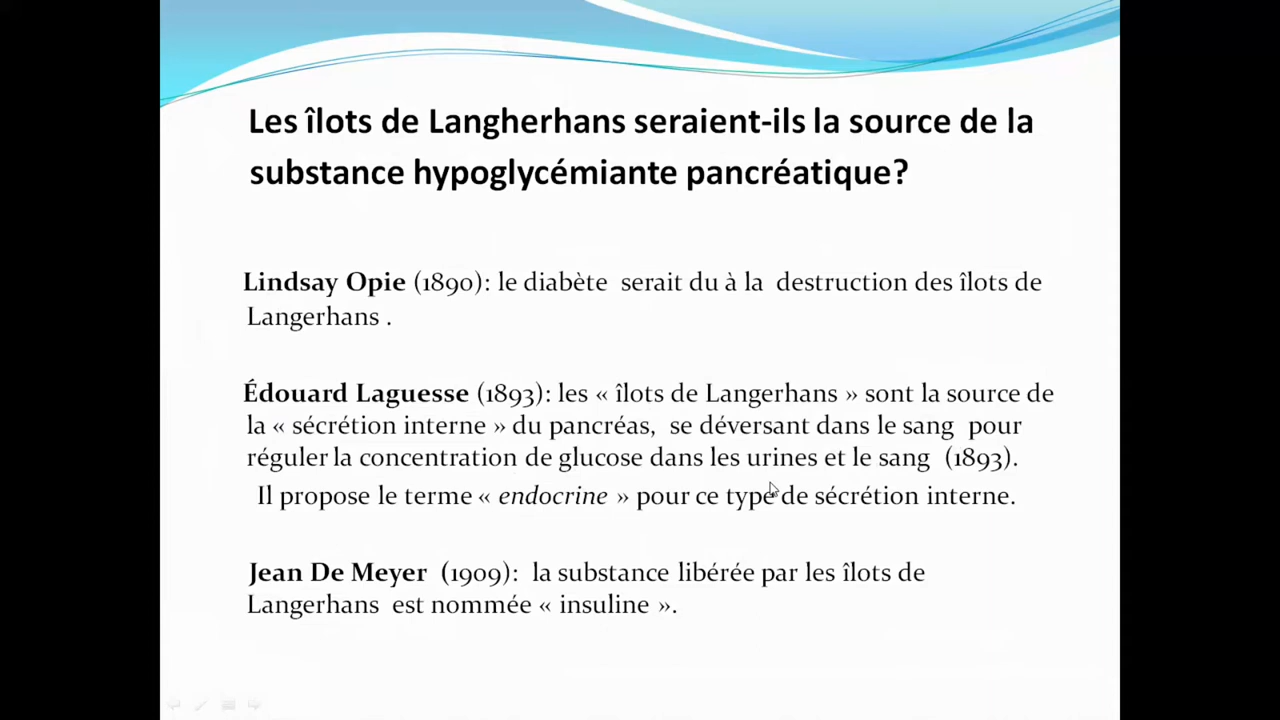 Les îlots de Langherhans seraient-ils la source de la
substance hypoglycémiante pancréatique?
Lindsay Opie (1890): le diabète serait du à la destruction des îlots de
Langerhans .
Édouard Laguesse (1893): les « îlots de Langerhans » sont la source de
la « sécrétion interne » du pancréas, se déversant dans le sang pour
réguler la concentration de glucose dans les urines et le sang (1893).
Il propose le terme « endocrine » pour ce type de sécrétion interne.
Jean De Meyer (1909): la substance libérée par les îlots de
Langerhans est nommée « insuline ».